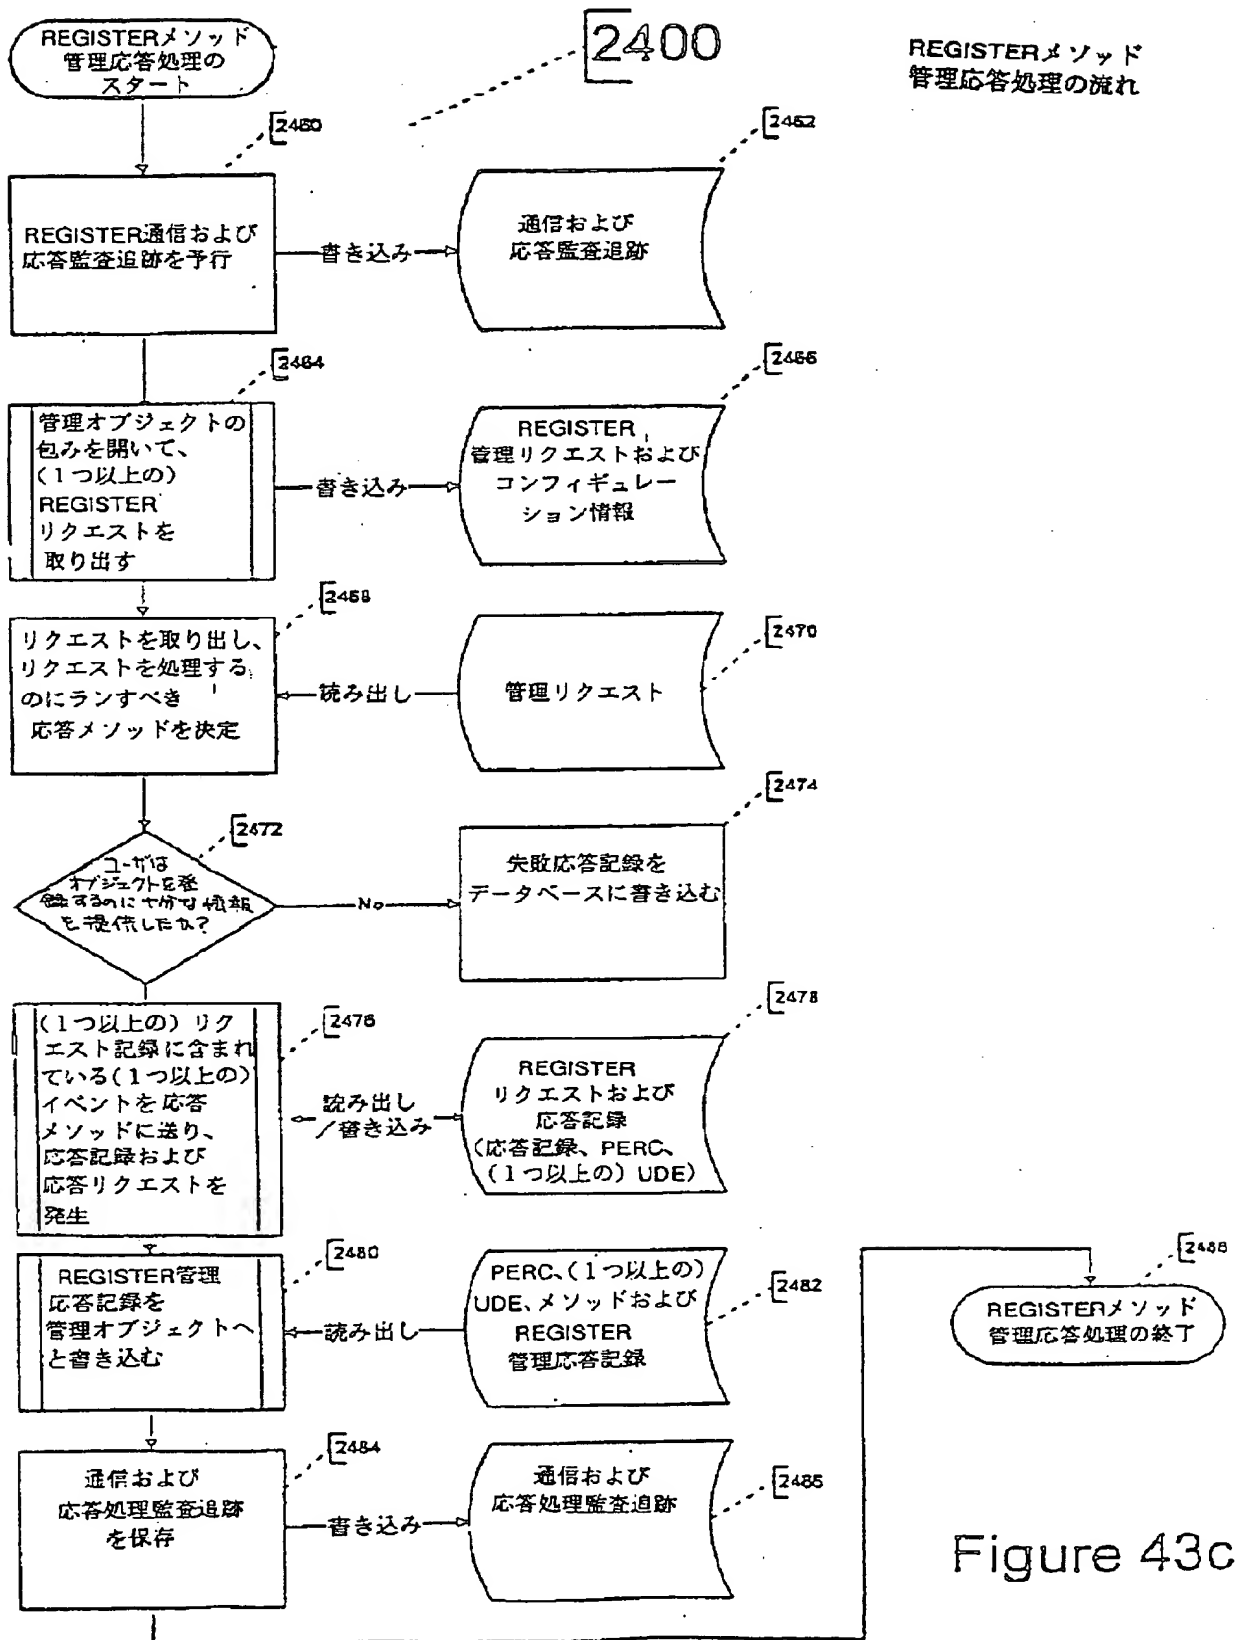 REGISTERメソッド
管理応答処理の
スタート
2400
REGISTERメソッド
管理応答処理の流れ
2460
2462
REGISTER通信および
応答監査追跡を予行
書き込み
通信および
応答監査追跡
2464
2466
管理オブジェクトの
包みを開いて、
(1つ以上の)
REGISTER
リクエストを
取り出す
書き込み
REGISTER
管理リクエストおよび
コンフィギュレー
ション情報
2468
2470
リクエストを取り出し、
リクエストを処理する
のにランすべき
応答メソッドを決定
読み出し
管理リクエスト
2472
2474
ユーザは
オブジェクトを登
録するのに十分な情報
を提供したか?
No
失敗応答記録を
データベースに書き込む
2476
2478
(1つ以上の) リク
エスト記録に含まれ
ている(1つ以上の)
イベントを応答
メソッドに送り、
応答記録および
応答リクエストを
発生
読み出し
/書き込み
REGISTER
リクエストおよび
応答記録
(応答記録、PERC、
(1つ以上の) UDE)
2480
2482
REGISTER管理
応答記録を
管理オブジェクトへ
と書き込む
読み出し
PERC、(1つ以上の)
UDE、メソッドおよび
REGISTER
管理応答記録
2488
REGISTERメソッド
管理応答処理の終了
2484
2486
通信および
応答処理監査追跡
を保存
書き込み
通信および
応答処理監査追跡
Figure 43c